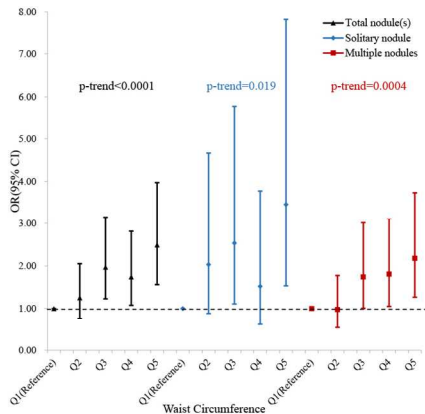 8.00
7.00
6.00
5.00
4.00
3.00
2.00
1.00
0.00
OR(95% CI)
Total nodule(s)
Solitary nodule
Multiple nodules
p-trend<0.0001
p-trend=0.019
p-trend=0.0004
Q1(Reference)
Q2
Q3
Q4
Q5
Q1(Reference)
Q2
Q3
Q4
Q5
Q1(Reference)
Q2
Q3
Q4
Q5
Waist Circumference